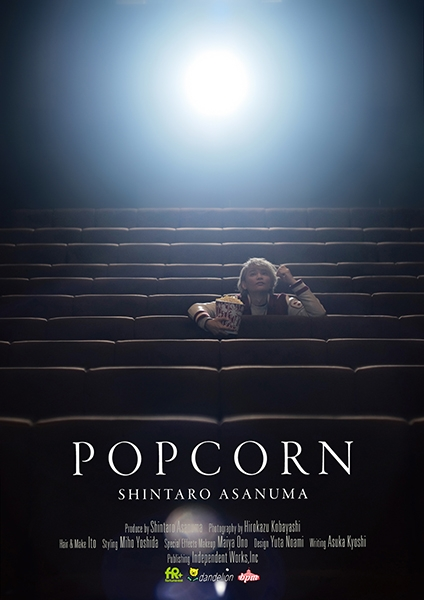 POPCORN
SHINTARO ASANUMA
Produce by Shintaro Asanuma Photography by Hirokazu Kobayashi
Hair & Make Ito Styling Miho Yoshida Special Effects Makeup Maiya Ono Design Yuta Noami Writing Asuka Kyoshi
Publishing Independent Works,Inc
fR+ dandelion bpm